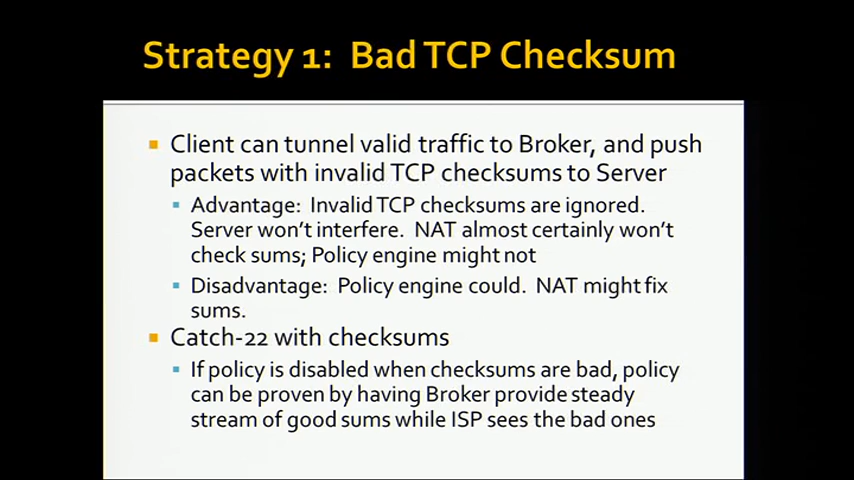 Strategy 1: Bad TCP Checksum
Client can tunnel valid traffic to Broker, and push
packets with invalid TCP checksums to Server
Advantage: Invalid TCP checksums are ignored.
Server won't interfere. NAT almost certainly won't
check sums; Policy engine might not
Disadvantage: Policy engine could. NAT might fix
sums.
Catch-22 with checksums
If policy is disabled when checksums are bad, policy
can be proven by having Broker provide steady
stream of good sums while ISP sees the bad ones